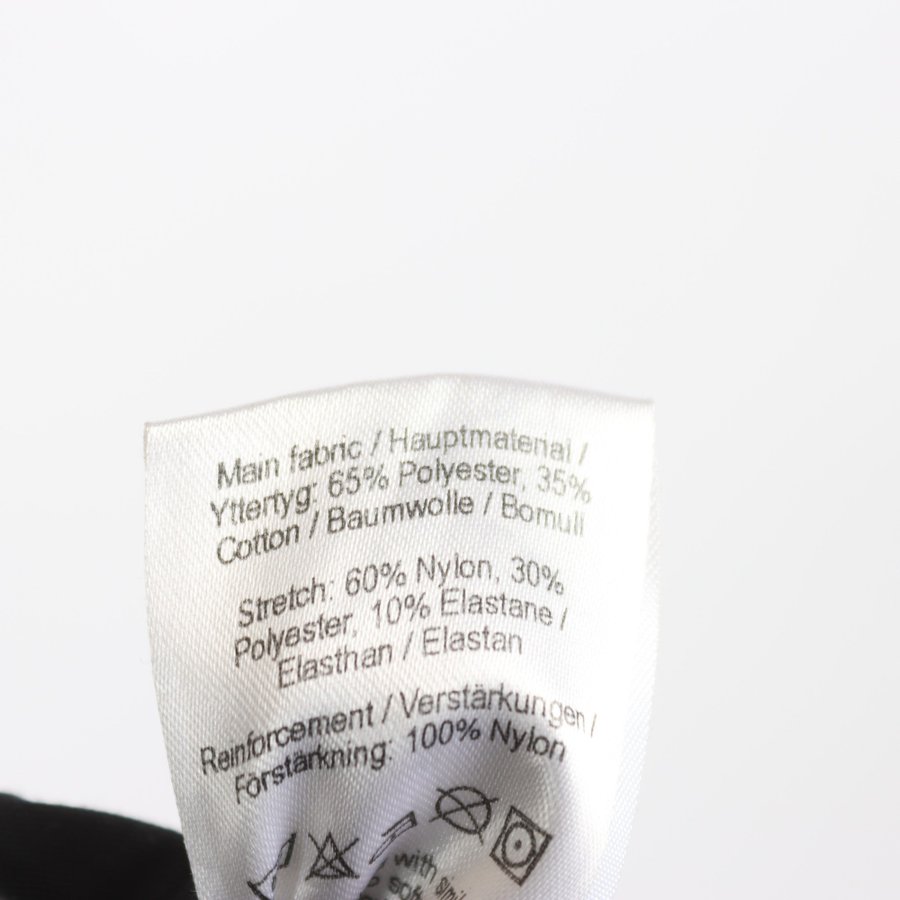 Main fabric / Hauptmaterial /
Yttertyg: 65% Polyester, 35%
Cotton / Baumwolle / Bomull
Stretch: 60% Nylon, 30%
Polyester, 10% Elastane /
Elasthan / Elastan
Reinforcement / Verstärkungen /
Förstärkning: 100% Nylon
with